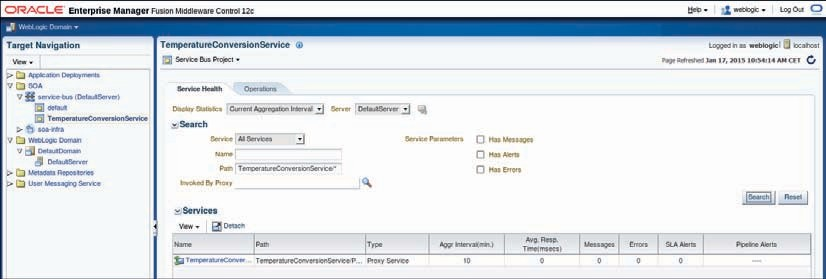 ORACLE Enterprise Manager Fusion Middleware Control 12c
Help weblogic Log Out
WebLogic Domain
Target Navigation
View
Application Deployments
SOA
service-bus (DefaultServer)
default
TemperatureConversionService
soa-infra
WebLogic Domain
DefaultDomain
DefaultServer
Metadata Repositories
User Messaging Service
TemperatureConversionService
Logged in as weblogic localhost
Service Bus Project
Page Refreshed Jan 17, 2015 10:54:14 AM CET
Service Health Operations
Display Statistics Current Aggregation Interval Server DefaultServer
Search
Service All Services Service Parameters Has Messages
Name Has Alerts
Path TemperatureConversionService/* Has Errors
Invoked By Proxy
Search Reset
Services
View Detach
Name Path Type Aggr Interval(min.) Avg. Resp. Time(msecs) Messages Errors SLA Alerts Pipeline Alerts
TemperatureConver... TemperatureConversionService/P... Proxy Service 10 0 0 0 0 ----